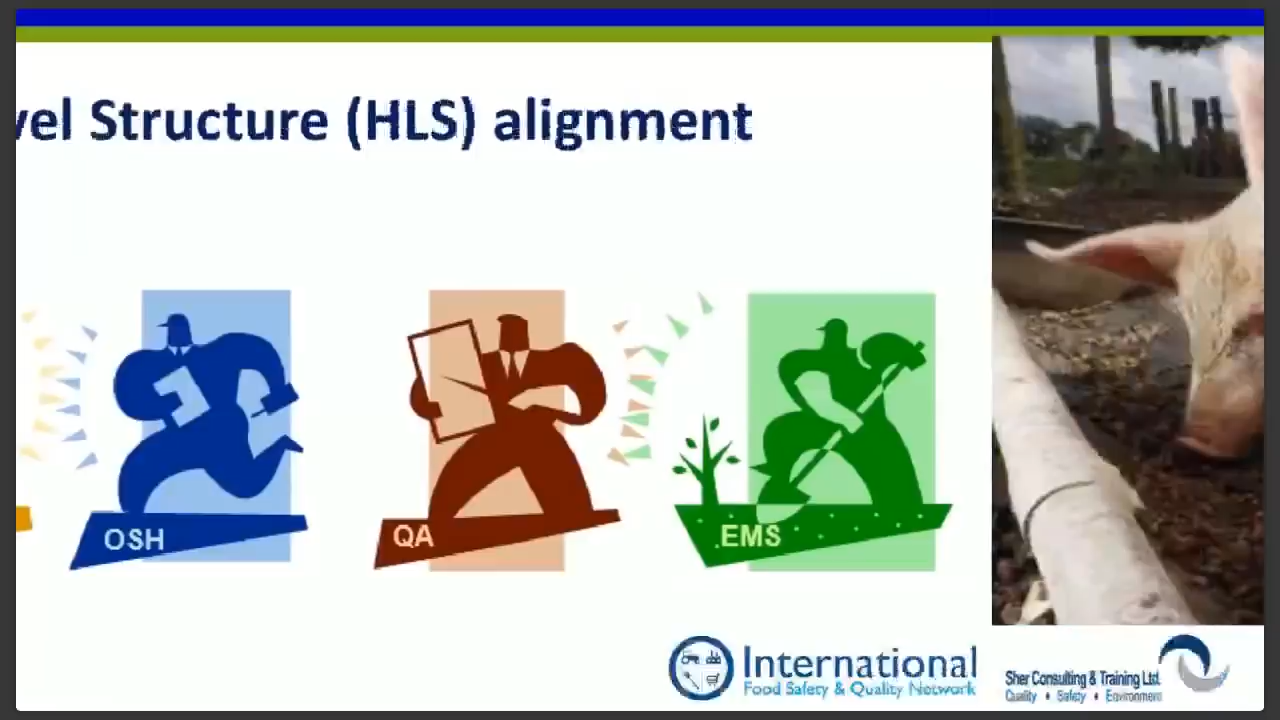 vel Structure (HLS) alignment
OSH
QA
EMS
International
Food Safety & Quality Network
Sher Consulting & Training Ltd.
Quality • Safety • Environment